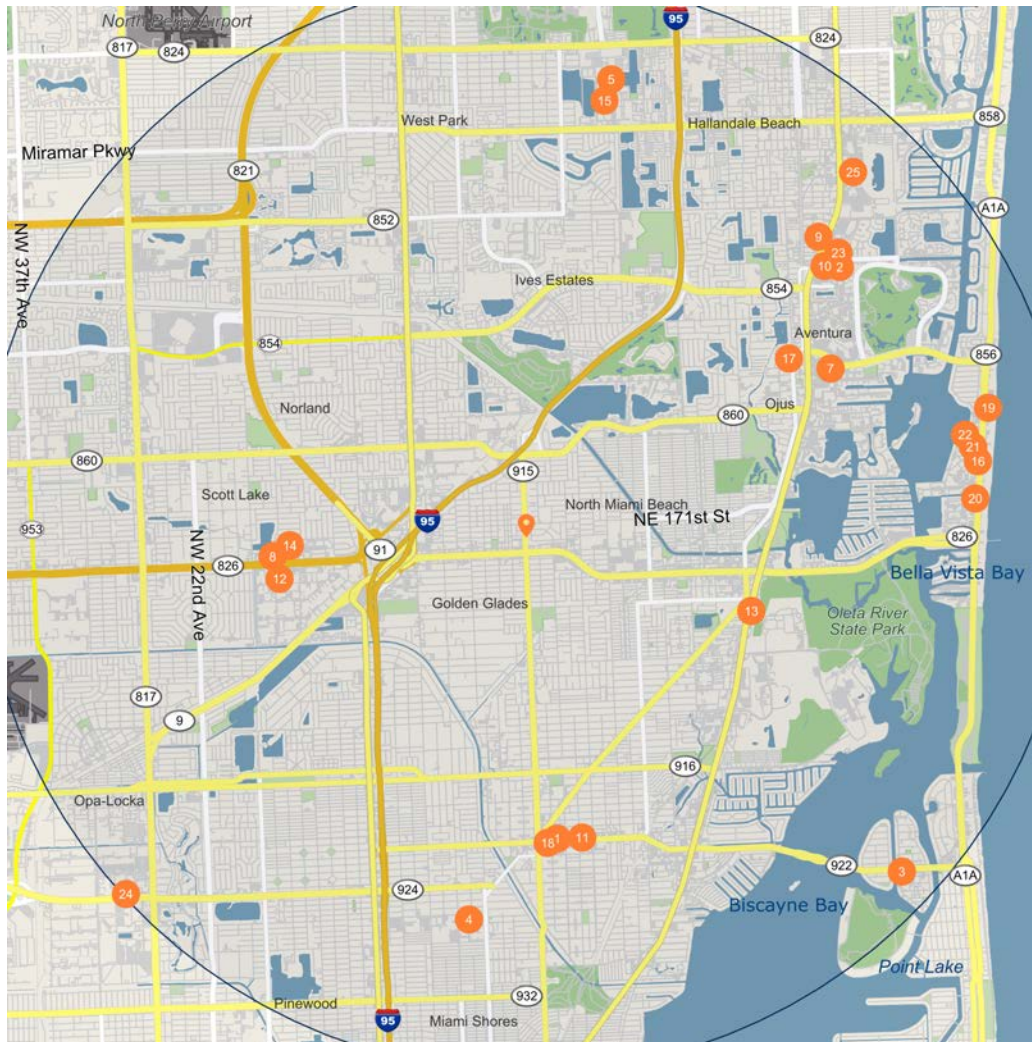 North Perry Airport
95
817
824
824
5
15
858
West Park
Hallandale Beach
Miramar Pkwy
821
25
A1A
852
NW 37th Ave
9
23
10
2
Ives Estates
854
Aventura
854
17
856
7
Norland
Ojus
19
860
22
21
860
915
16
Scott Lake
20
953
North Miami Beach
NE 171st St
95
826
14
91
8
826
12
Bella Vista Bay
NW 22nd Ave
Golden Glades
13
Oleta River
State Park
817
9
916
Opa-Locka
18
1
11
922
3
A1A
24
924
Biscayne Bay
4
Point Lake
932
Pinewood
95
Miami Shores